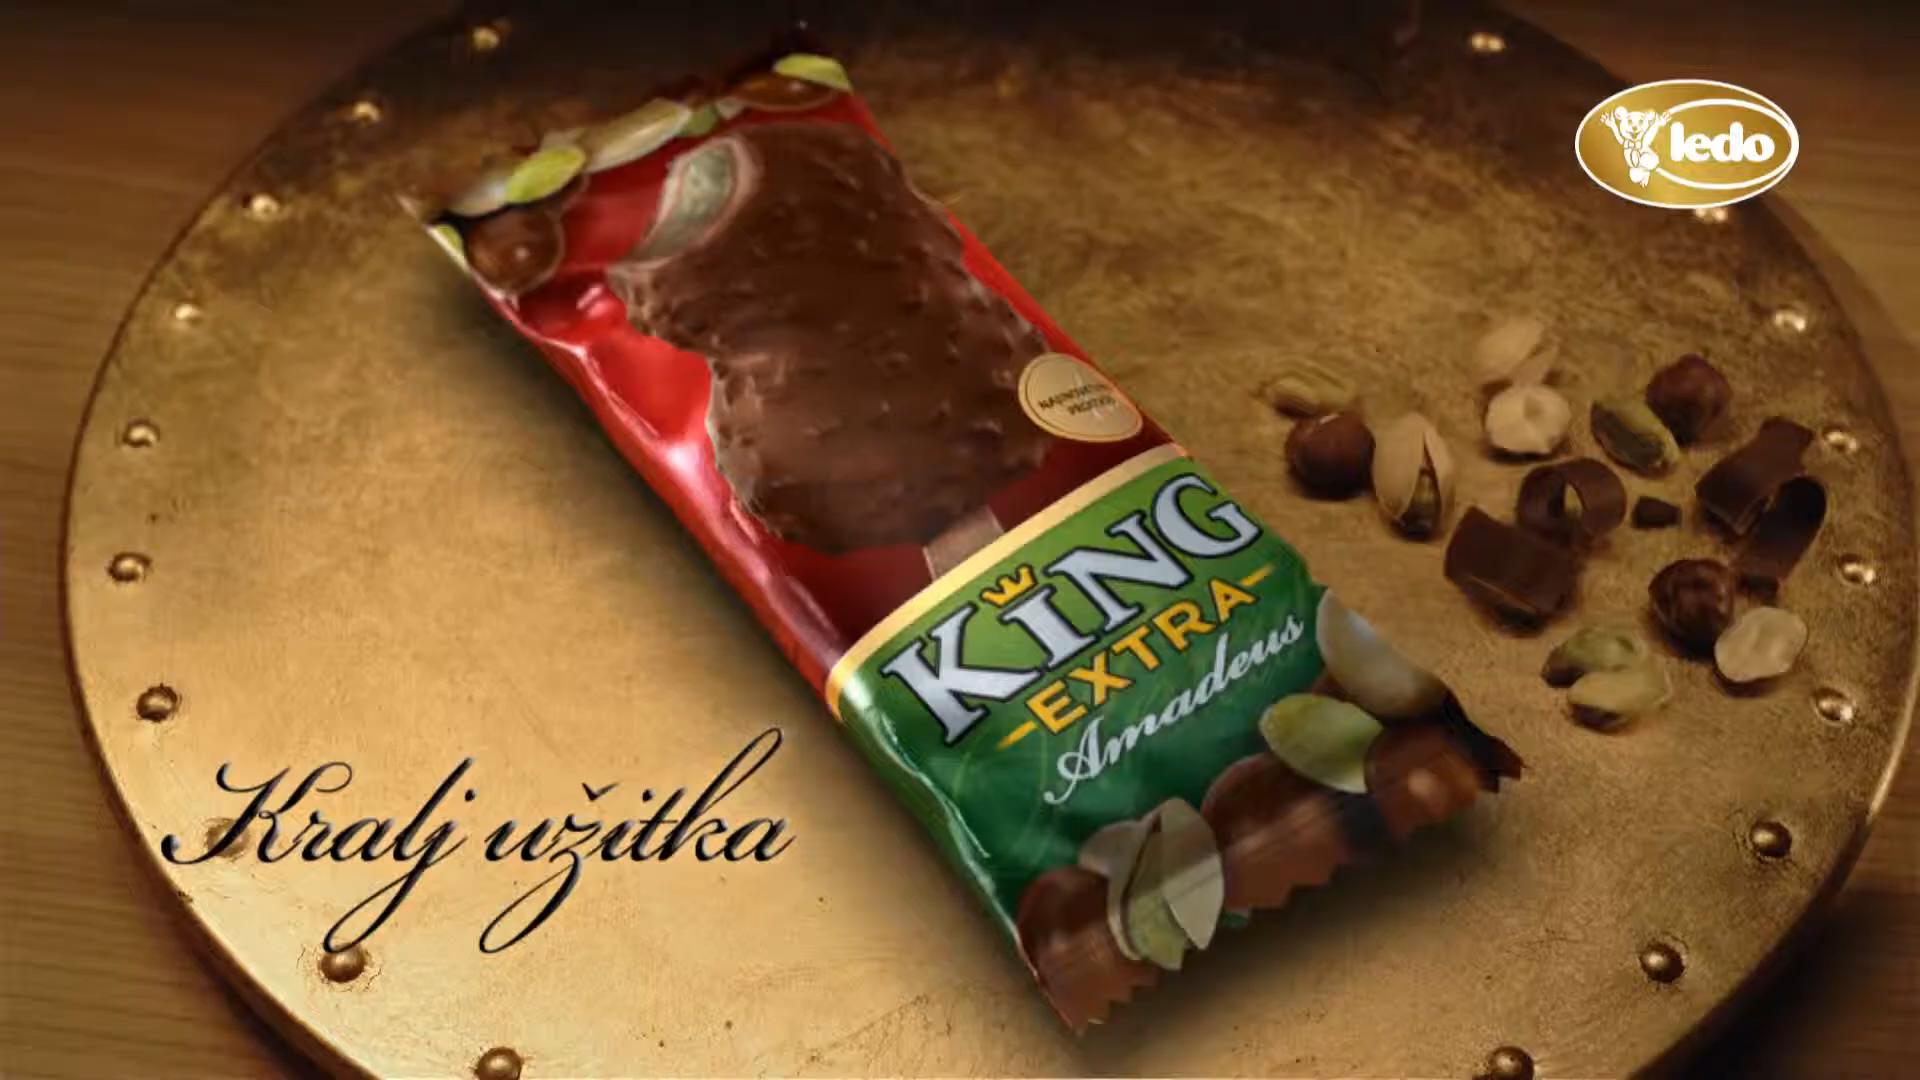 ledo
KING
EXTRA
Amadeus
Kralj užitka